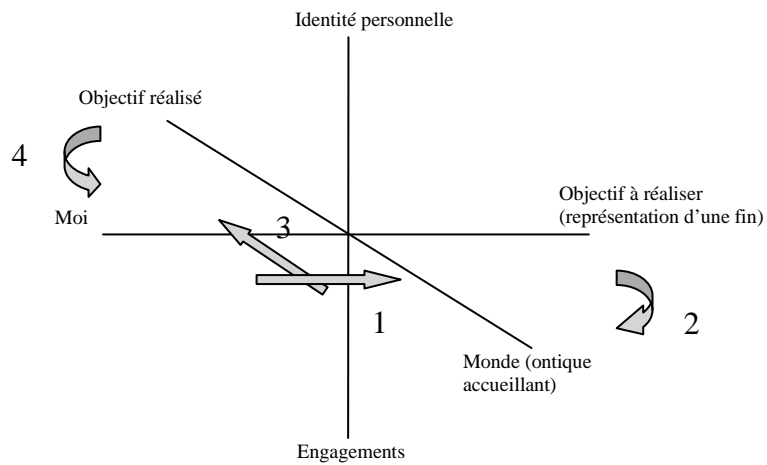 Identité personnelle
Objectif réalisé
4
Objectif à réaliser
(représentation d’une fin)
Moi
3
1
2
Monde (ontique
accueillant)
Engagements